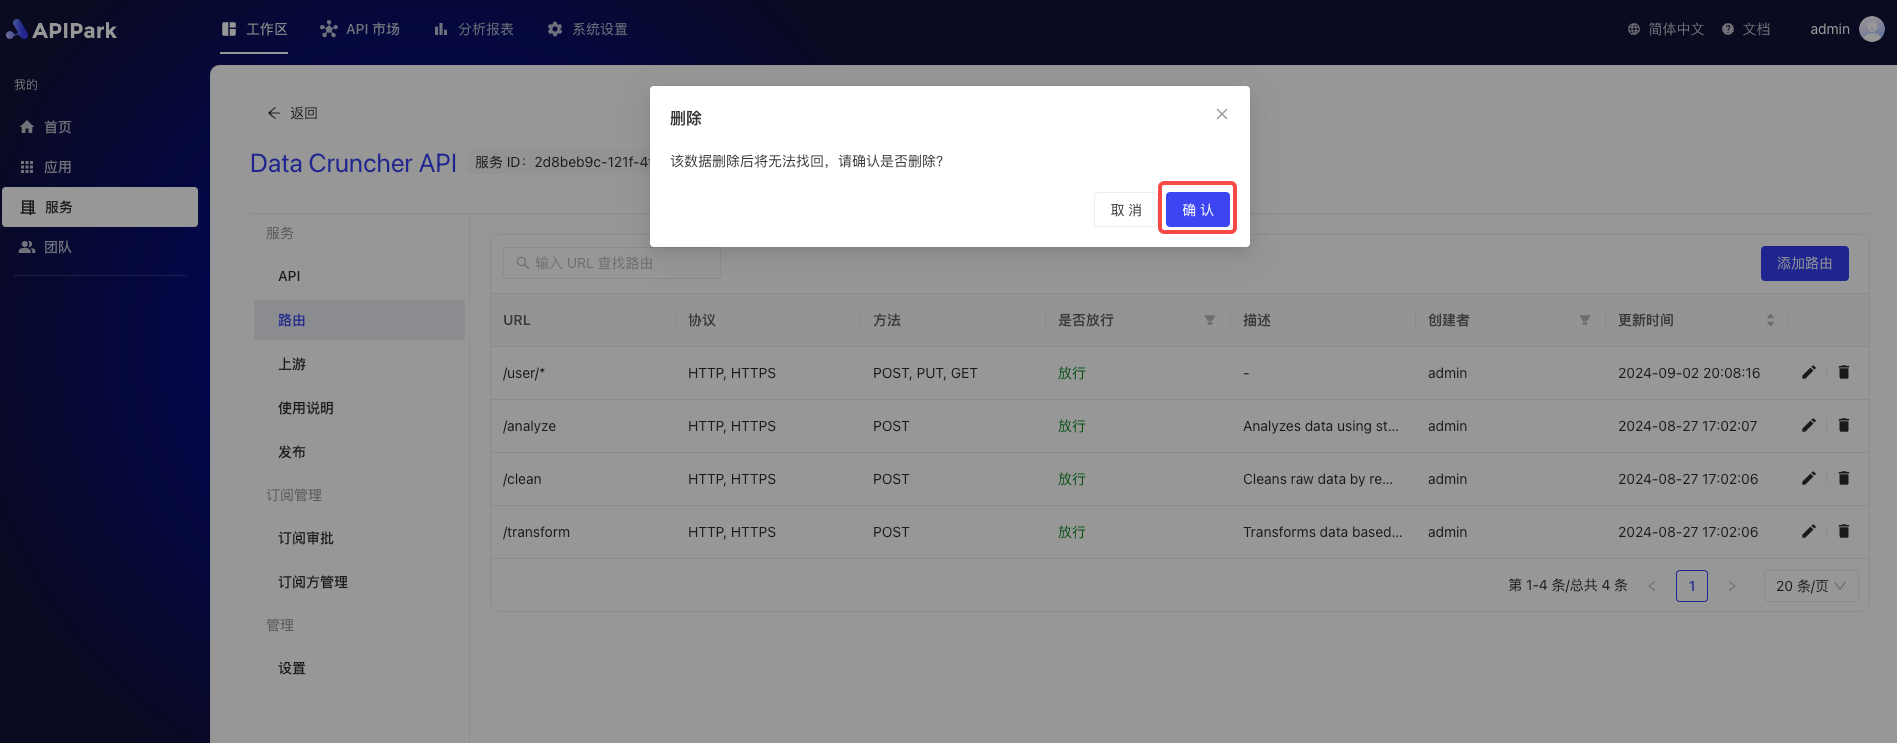 APIPark
工作区
API 市场
分析报表
系统设置
简体中文
文档
admin
我的
首页
应用
服务
团队
返回
Data Cruncher API
服务 ID：2d8beb9c-121f-4
删除
该数据删除后将无法找回，请确认是否删除?
取 消
确 认
服务
API
路由
上游
使用说明
发布
订阅管理
订阅审批
订阅方管理
管理
设置
输入 URL 查找路由
添加路由
URL 协议 方法 是否放行 描述 创建者 更新时间
/user/* HTTP, HTTPS POST, PUT, GET 放行 - admin 2024-09-02 20:08:16
/analyze HTTP, HTTPS POST 放行 Analyzes data using st... admin 2024-08-27 17:02:07
/clean HTTP, HTTPS POST 放行 Cleans raw data by re... admin 2024-08-27 17:02:06
/transform HTTP, HTTPS POST 放行 Transforms data based... admin 2024-08-27 17:02:06
第 1-4 条/总共 4 条
1
20 条/页